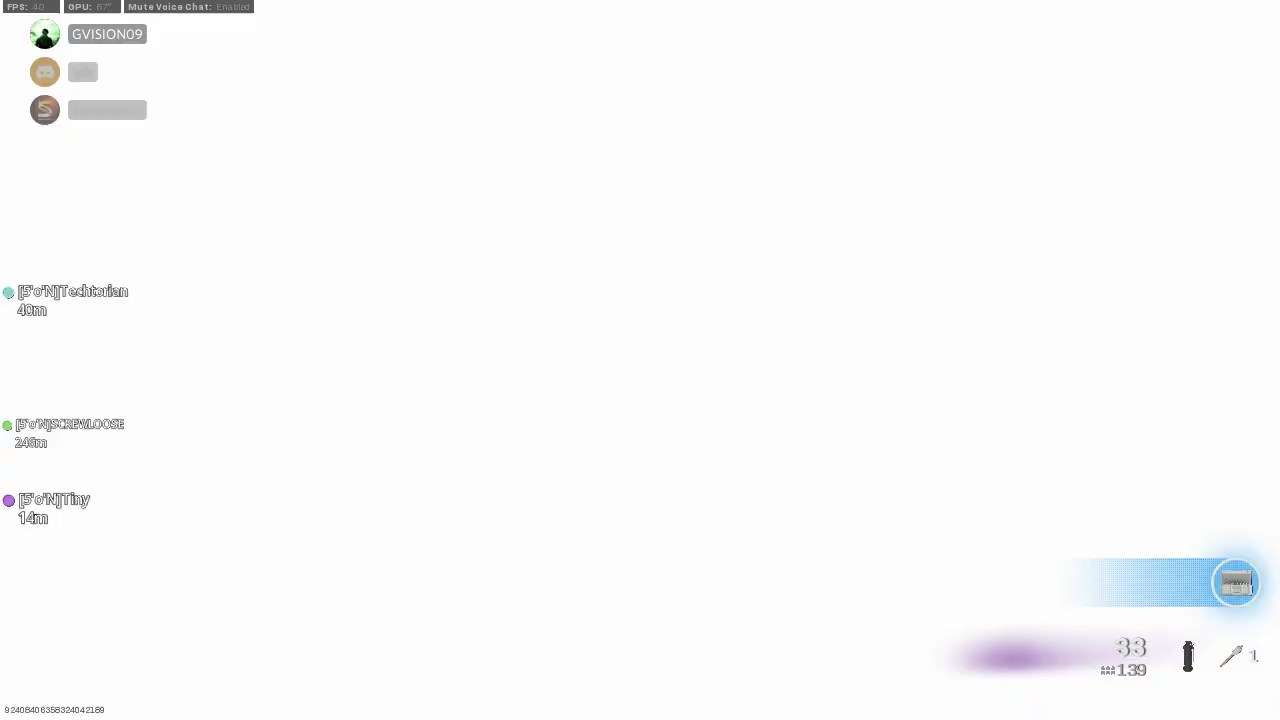 FPS: 40 GPU: 67° Mute Voice Chat: Enabled
GVISION09
[5'o'N]Techtorian
40m
[5'o'N]SCREWLOOSE
246m
[5'o'N]Tiny
14m
33
139
1
92408406358324042189